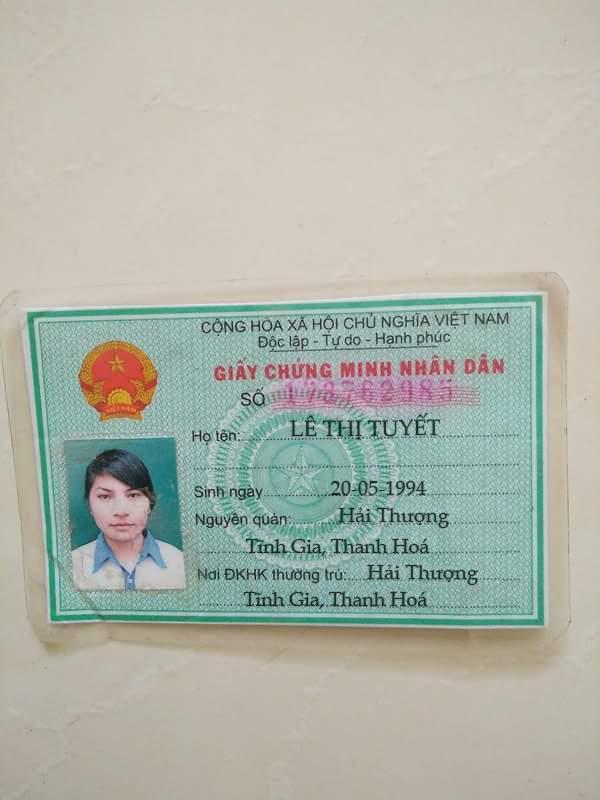 CỘNG HÒA XÃ HỘI CHỦ NGHĨA VIỆT NAM
Độc lập - Tự do - Hạnh phúc
GIẤY CHỨNG MINH NHÂN DÂN
SỐ
Họ tên: LÊ THỊ TUYẾT
Sinh ngày 20-05-1994
Nguyên quán: Hải Thượng
Tĩnh Gia, Thanh Hoá
Nơi ĐKHK thường trú: Hải Thượng
Tĩnh Gia, Thanh Hoá
VIỆT NAM